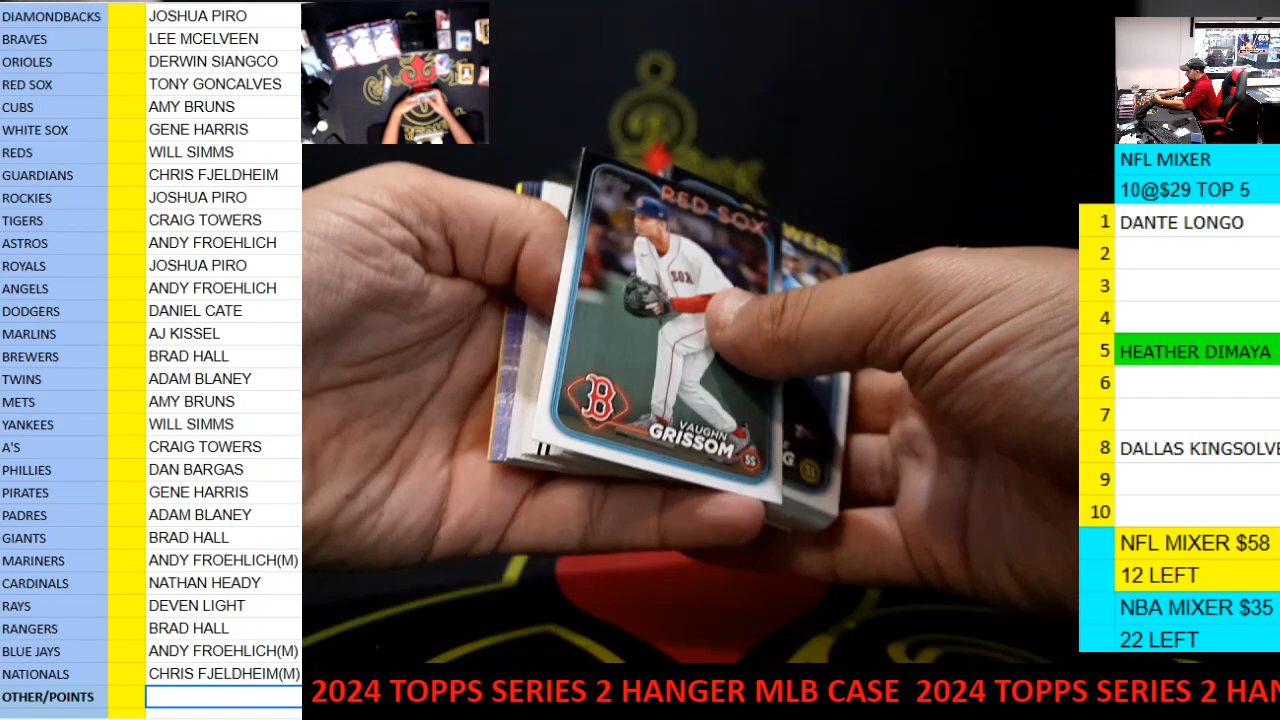 DIAMONDBACKS JOSHUA PIRO
BRAVES LEE MCELVEEN
ORIOLES DERWIN SIANGCO
RED SOX TONY GONCALVES
CUBS AMY BRUNS
WHITE SOX GENE HARRIS
REDS WILL SIMMS
GUARDIANS CHRIS FJELDHEIM
ROCKIES JOSHUA PIRO
TIGERS CRAIG TOWERS
ASTROS ANDY FROEHLICH
ROYALS JOSHUA PIRO
ANGELS ANDY FROEHLICH
DODGERS DANIEL CATE
MARLINS AJ KISSEL
BREWERS BRAD HALL
TWINS ADAM BLANEY
METS AMY BRUNS
YANKEES WILL SIMMS
A'S CRAIG TOWERS
PHILLIES DAN BARGAS
PIRATES GENE HARRIS
PADRES ADAM BLANEY
GIANTS BRAD HALL
MARINERS ANDY FROEHLICH(M)
CARDINALS NATHAN HEADY
RAYS DEVEN LIGHT
RANGERS BRAD HALL
BLUE JAYS ANDY FROEHLICH(M)
NATIONALS CHRIS FJELDHEIM(M)
OTHER/POINTS
RED SOX
SOX
B
VAUGHN
GRISSOM
SS
WERS
G
NFL MIXER
10@$29 TOP 5
1 DANTE LONGO
2
3
4
5 HEATHER DIMAYA
6
7
8 DALLAS KINGSOLVE
9
10
NFL MIXER $58
12 LEFT
NBA MIXER $35
22 LEFT
2024 TOPPS SERIES 2 HANGER MLB CASE 2024 TOPPS SERIES 2 HAN